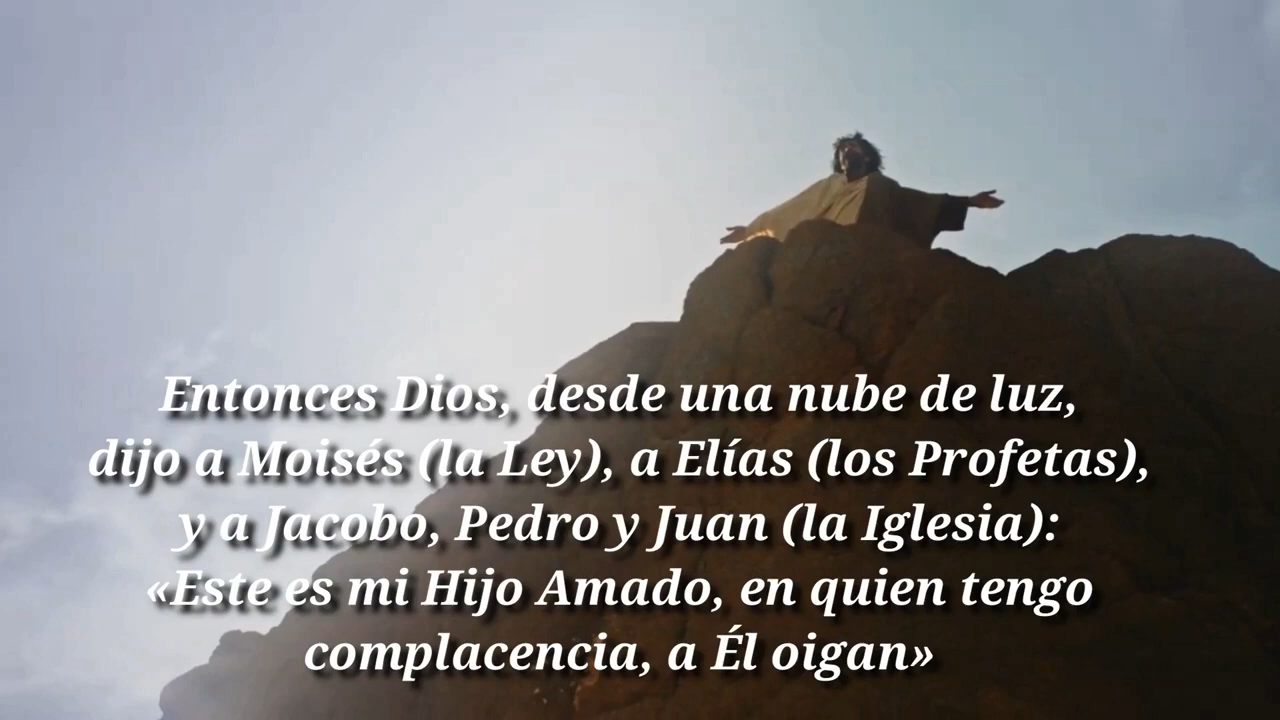 Entonces Dios, desde una nube de luz,
dijo a Moisés (la Ley), a Elías (los Profetas),
y a Jacobo, Pedro y Juan (la Iglesia):
«Este es mi Hijo Amado, en quien tengo
complacencia, a Él oigan»